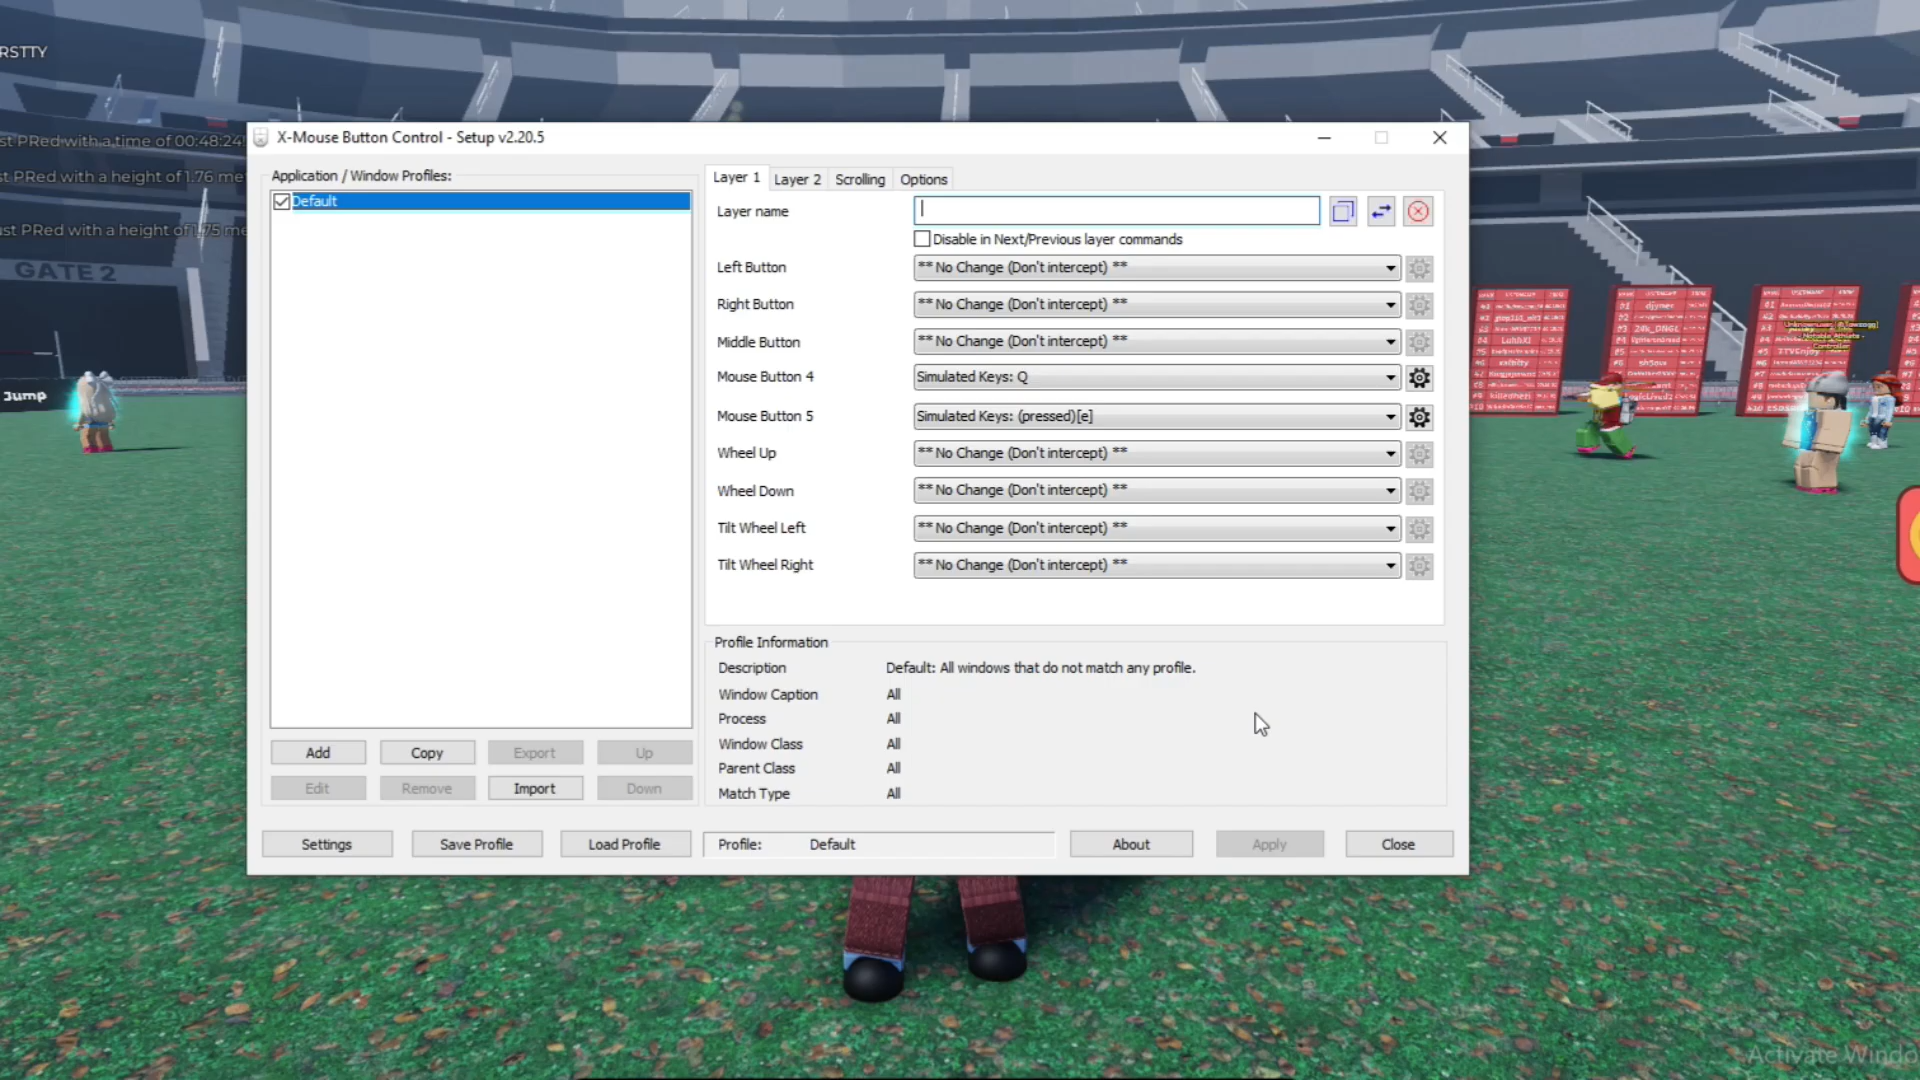 RSTTY
st PRed with a time of 00:48:24!
st PRed with a height of 1.76 me
ust PRed with a height of 1.75 me
GATE 2
Jump
X-Mouse Button Control - Setup v2.20.5
Application / Window Profiles:
Default
Layer 1
Layer 2
Scrolling
Options
Layer name
Disable in Next/Previous layer commands
Left Button
** No Change (Don't intercept) **
Right Button
** No Change (Don't intercept) **
Middle Button
** No Change (Don't intercept) **
Mouse Button 4
Simulated Keys: Q
Mouse Button 5
Simulated Keys: (pressed)[e]
Wheel Up
** No Change (Don't intercept) **
Wheel Down
** No Change (Don't intercept) **
Tilt Wheel Left
** No Change (Don't intercept) **
Tilt Wheel Right
** No Change (Don't intercept) **
Profile Information
Description
Default: All windows that do not match any profile.
Window Caption
All
Process
All
Window Class
All
Parent Class
All
Match Type
All
Add
Copy
Export
Up
Edit
Remove
Import
Down
Settings
Save Profile
Load Profile
Profile:
Default
About
Apply
Close
Activate Windo